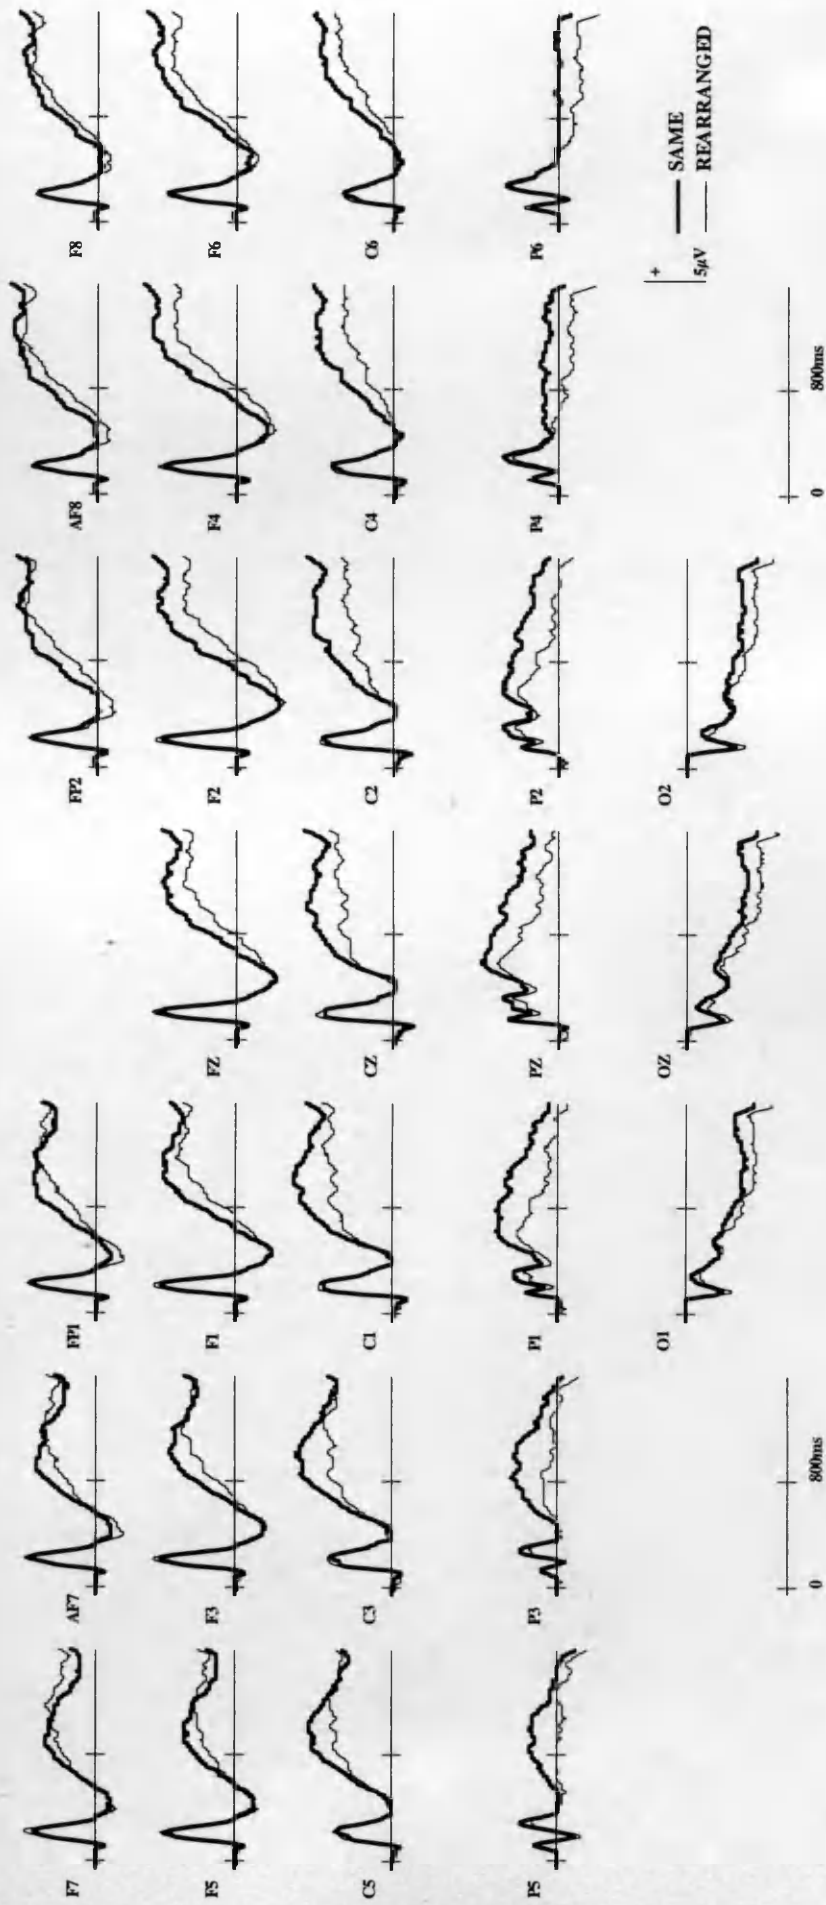 F7 AF7 FP1 FP2 AF8 F8
F5 F3 F1 FZ F2 F4 F6
C5 C3 C1 CZ C2 C4 C6
P5 P3 P1 PZ P2 P4 P6
O1 OZ O2
+
5µV
SAME
REARRANGED
0 800ms
0 800ms